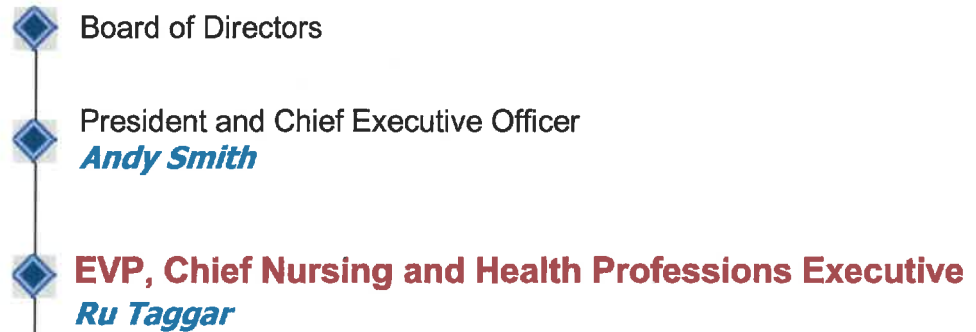 Board of Directors
President and Chief Executive Officer
Andy Smith
EVP, Chief Nursing and Health Professions Executive
Ru Taggar